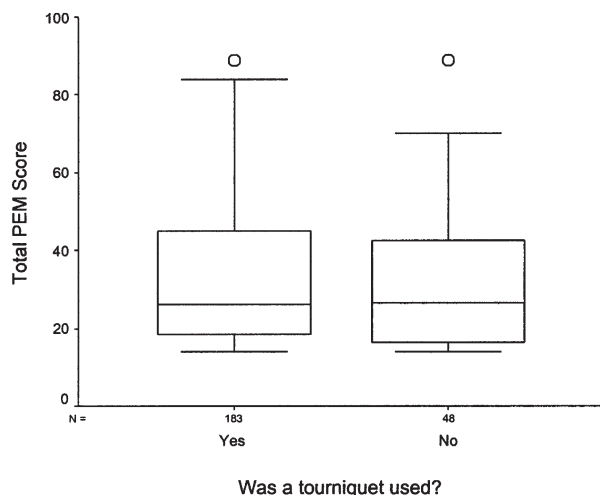 100
80
60
40
20
0
Total PEM Score
N = 183 48
Yes No
Was a tourniquet used?